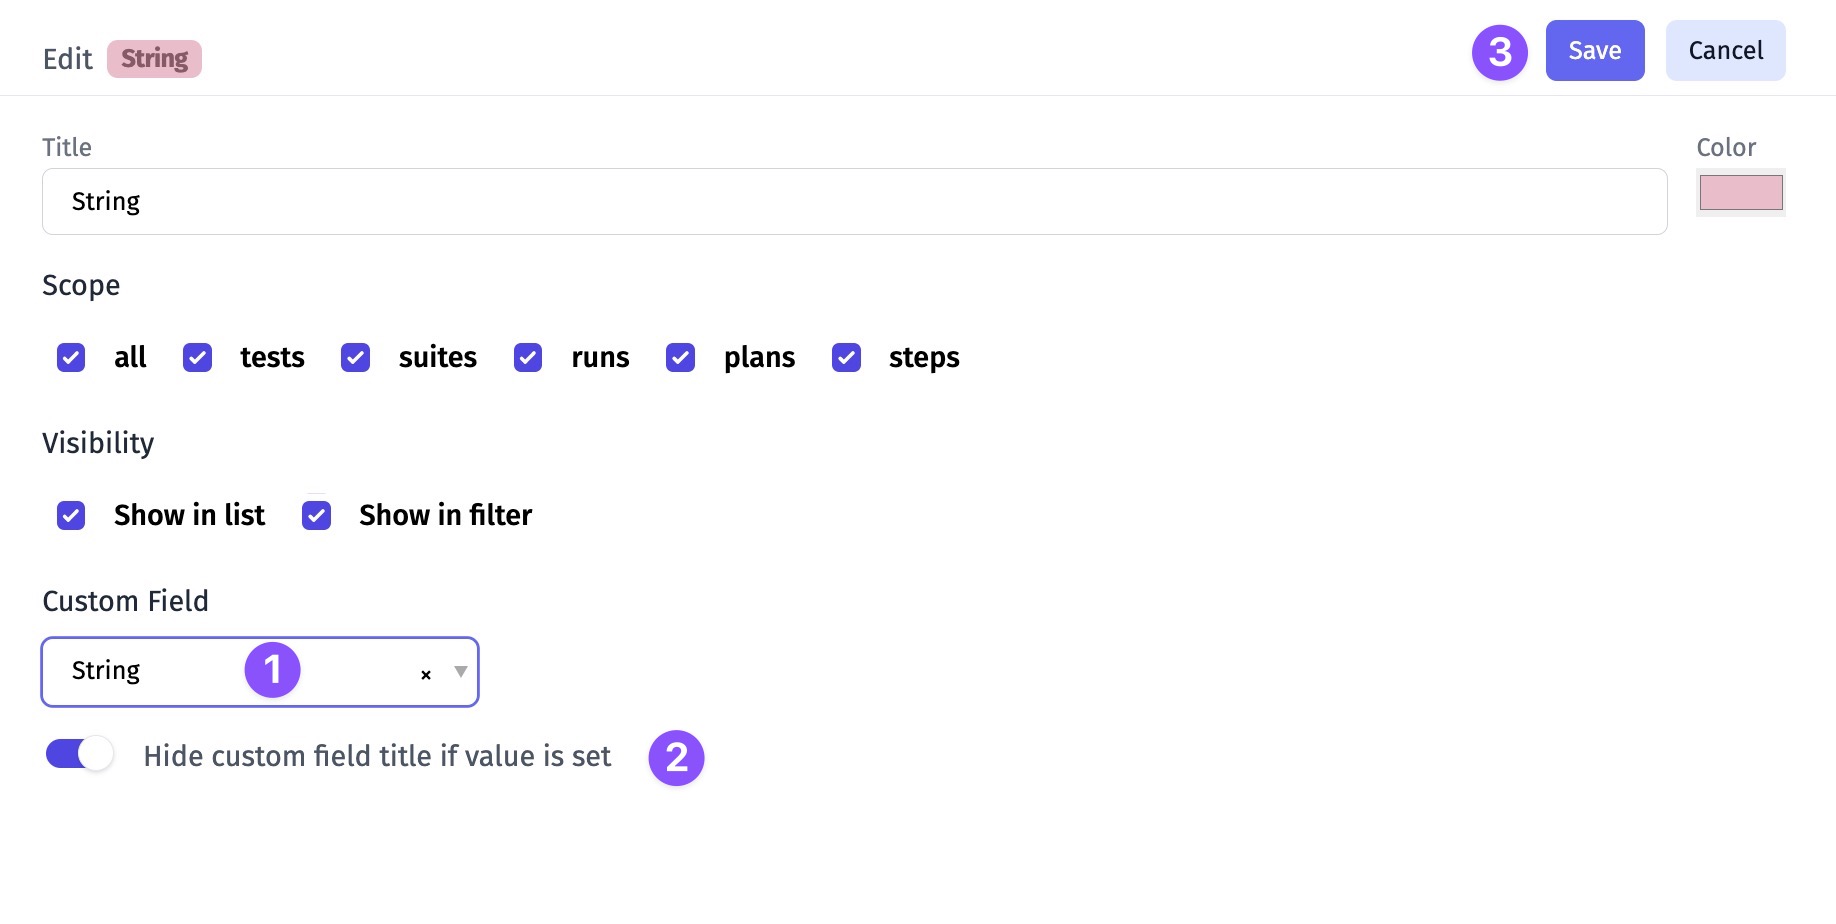 Edit String
3 Save Cancel
Title
Color
String
Scope
all tests suites runs plans steps
Visibility
Show in list Show in filter
Custom Field
String 1 ×
Hide custom field title if value is set 2